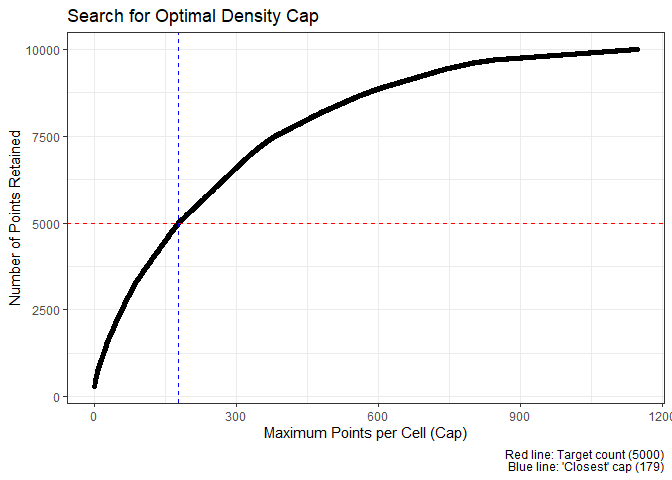 Search for Optimal Density Cap
10000
7500
5000
2500
0
Number of Points Retained
0 300 600 900 1200
Maximum Points per Cell (Cap)
Red line: Target count (5000)
Blue line: 'Closest' cap (179)